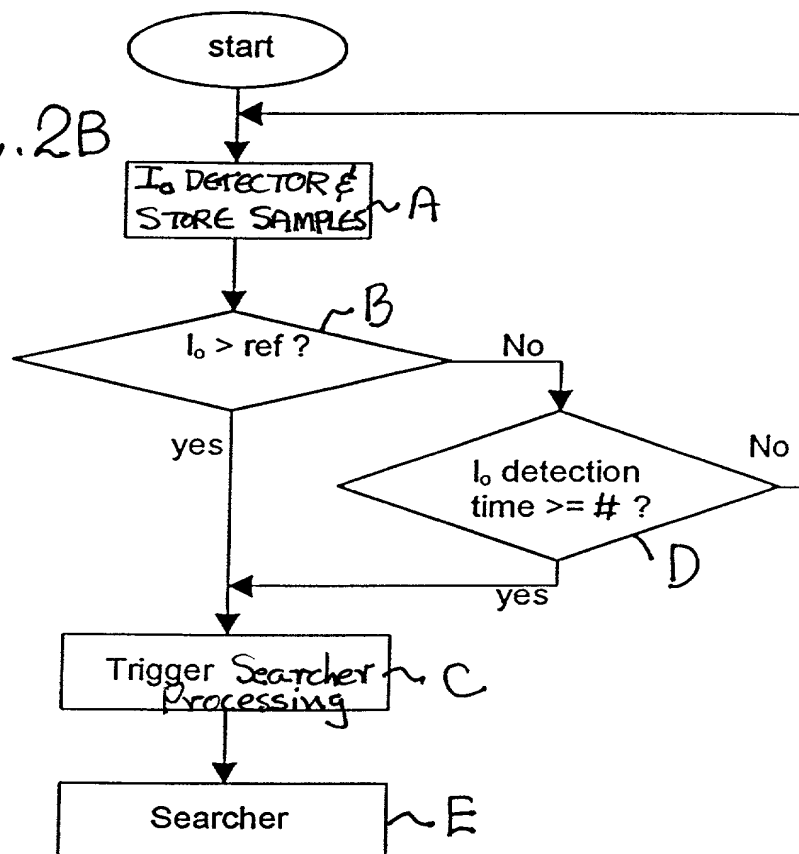 start
.2B
I₀ DETECTOR &
STORE SAMPLES
A
B
I₀ > ref ?
No
yes
I₀ detection
time >= # ?
No
D
yes
Trigger Searcher
Processing
C
Searcher
E